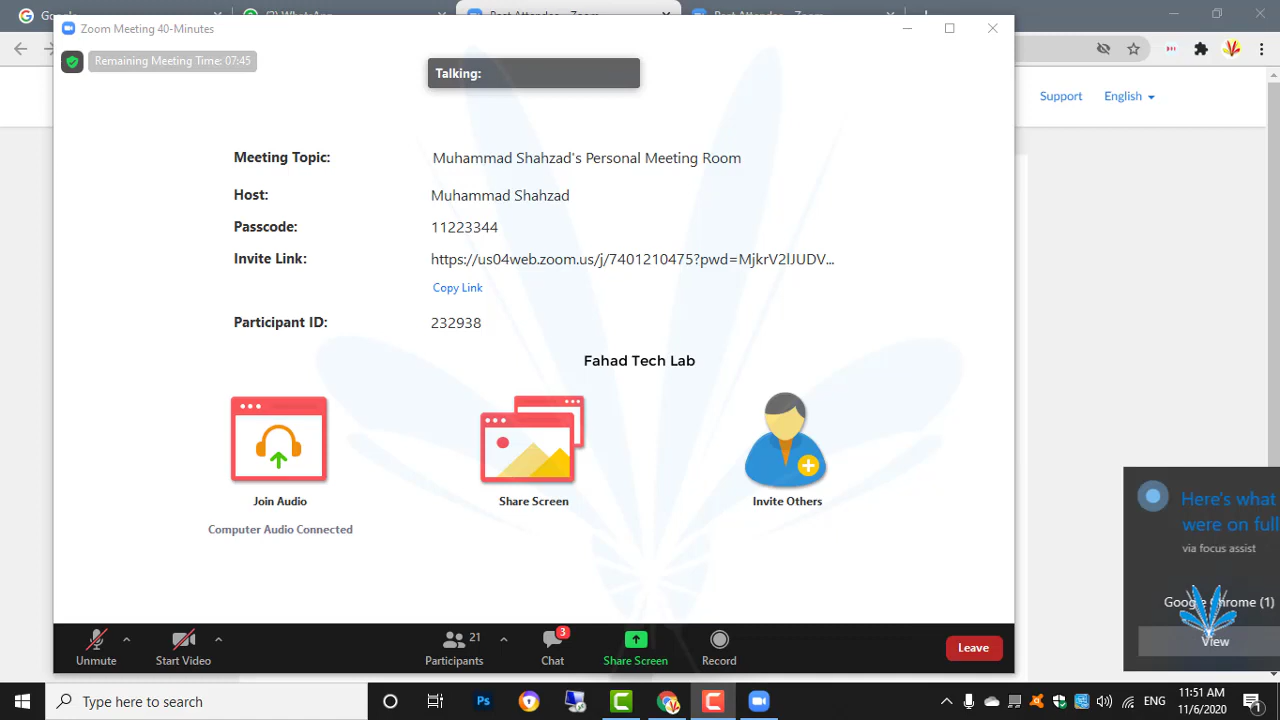 Google
Zoom Meeting 40-Minutes
Remaining Meeting Time: 07:45
Talking:
Support
English
Meeting Topic:
Muhammad Shahzad's Personal Meeting Room
Host:
Muhammad Shahzad
Passcode:
11223344
Invite Link:
https://us04web.zoom.us/j/7401210475?pwd=MjkrV2lJUDV...
Copy Link
Participant ID:
232938
Fahad Tech Lab
Join Audio
Share Screen
Invite Others
Computer Audio Connected
Here's what
were on full
via focus assist
Google Chrome (1)
View
Unmute
Start Video
21
Participants
3
Chat
Share Screen
Record
Leave
Type here to search
Ps
ENG
11:51 AM
11/6/2020
1